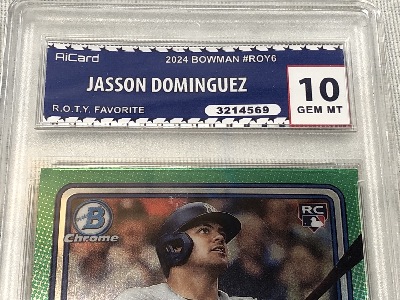 AiCard 2024 BOWMAN #ROY6
JASSON DOMINGUEZ
R.O.T.Y. FAVORITE 3214569
10
GEM MT
B
Chrome
RC